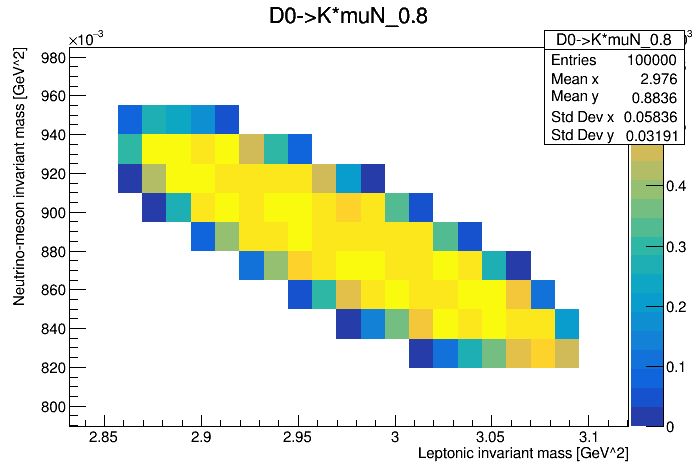 D0->K*muN_0.8
×10⁻³
980
960
940
920
900
880
860
840
820
800
Neutrino-meson invariant mass [GeV^2]
2.85
2.9
2.95
3
3.05
3.1
Leptonic invariant mass [GeV^2]
D0->K*muN_0.8
Entries 100000
Mean x 2.976
Mean y 0.8836
Std Dev x 0.05836
Std Dev y 0.03191
0.4
0.3
0.2
0.1
0